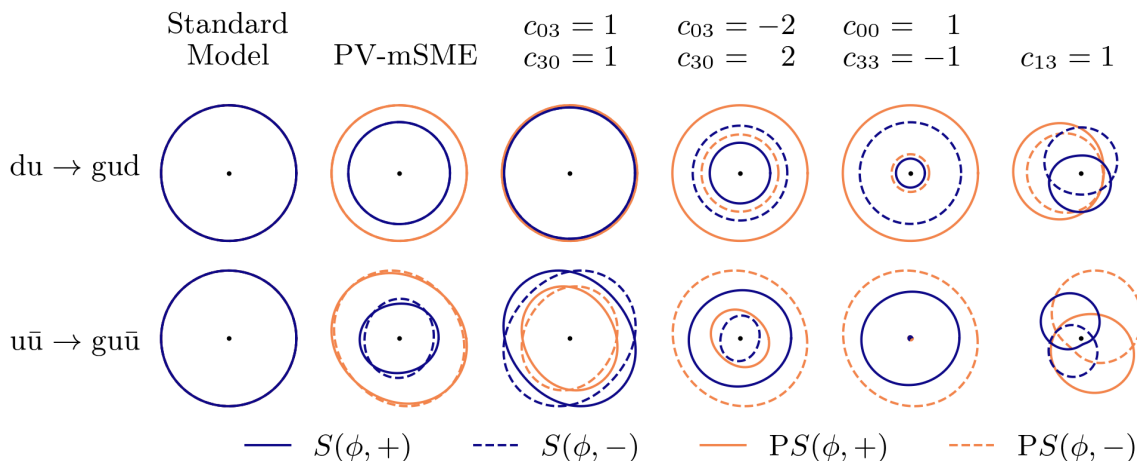 Standard
Model
PV-mSME
c₀₃ = 1
c₃₀ = 1
c₀₃ = −2
c₃₀ = 2
c₀₀ = 1
c₃₃ = −1
c₁₃ = 1
du → gud
uū → guū
S(ϕ, +) S(ϕ, −) PS(ϕ, +) PS(ϕ, −)